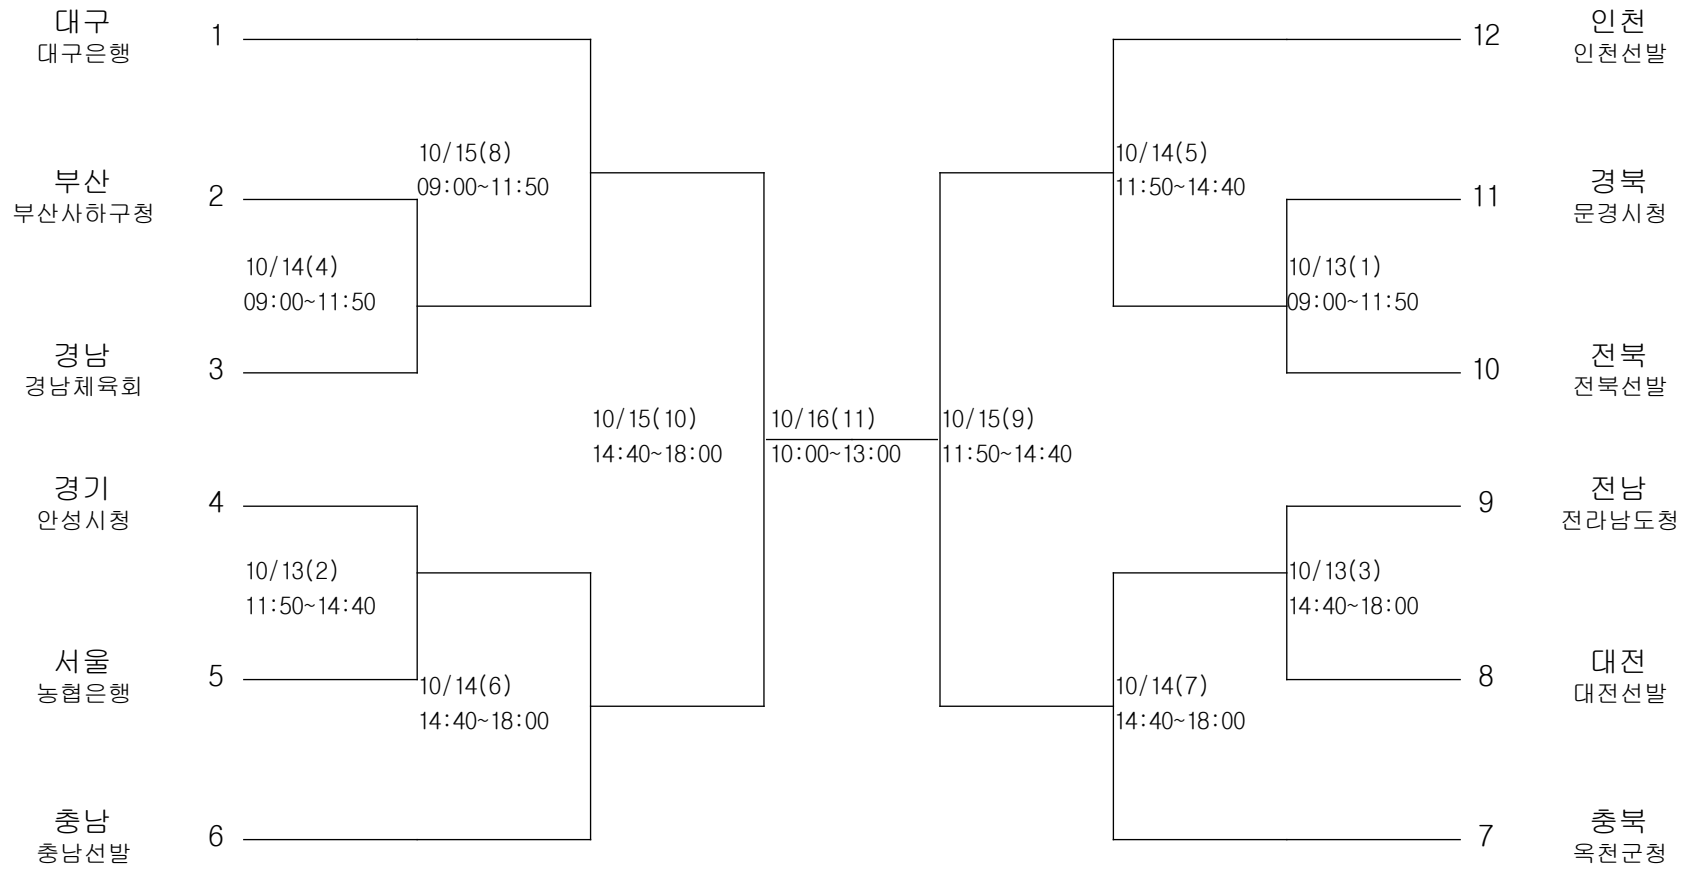 대구
대구은행
1
12
인천
인천선발
10/15(8)
09:00~11:50
10/14(5)
11:50~14:40
부산
부산사하구청
2
11
경북
문경시청
10/14(4)
09:00~11:50
10/13(1)
09:00~11:50
경남
경남체육회
3
10
전북
전북선발
10/15(10)
14:40~18:00
10/16(11)
10:00~13:00
10/15(9)
11:50~14:40
경기
안성시청
4
9
전남
전라남도청
10/13(2)
11:50~14:40
10/13(3)
14:40~18:00
서울
농협은행
5
8
대전
대전선발
10/14(6)
14:40~18:00
10/14(7)
14:40~18:00
충남
충남선발
6
7
충북
옥천군청